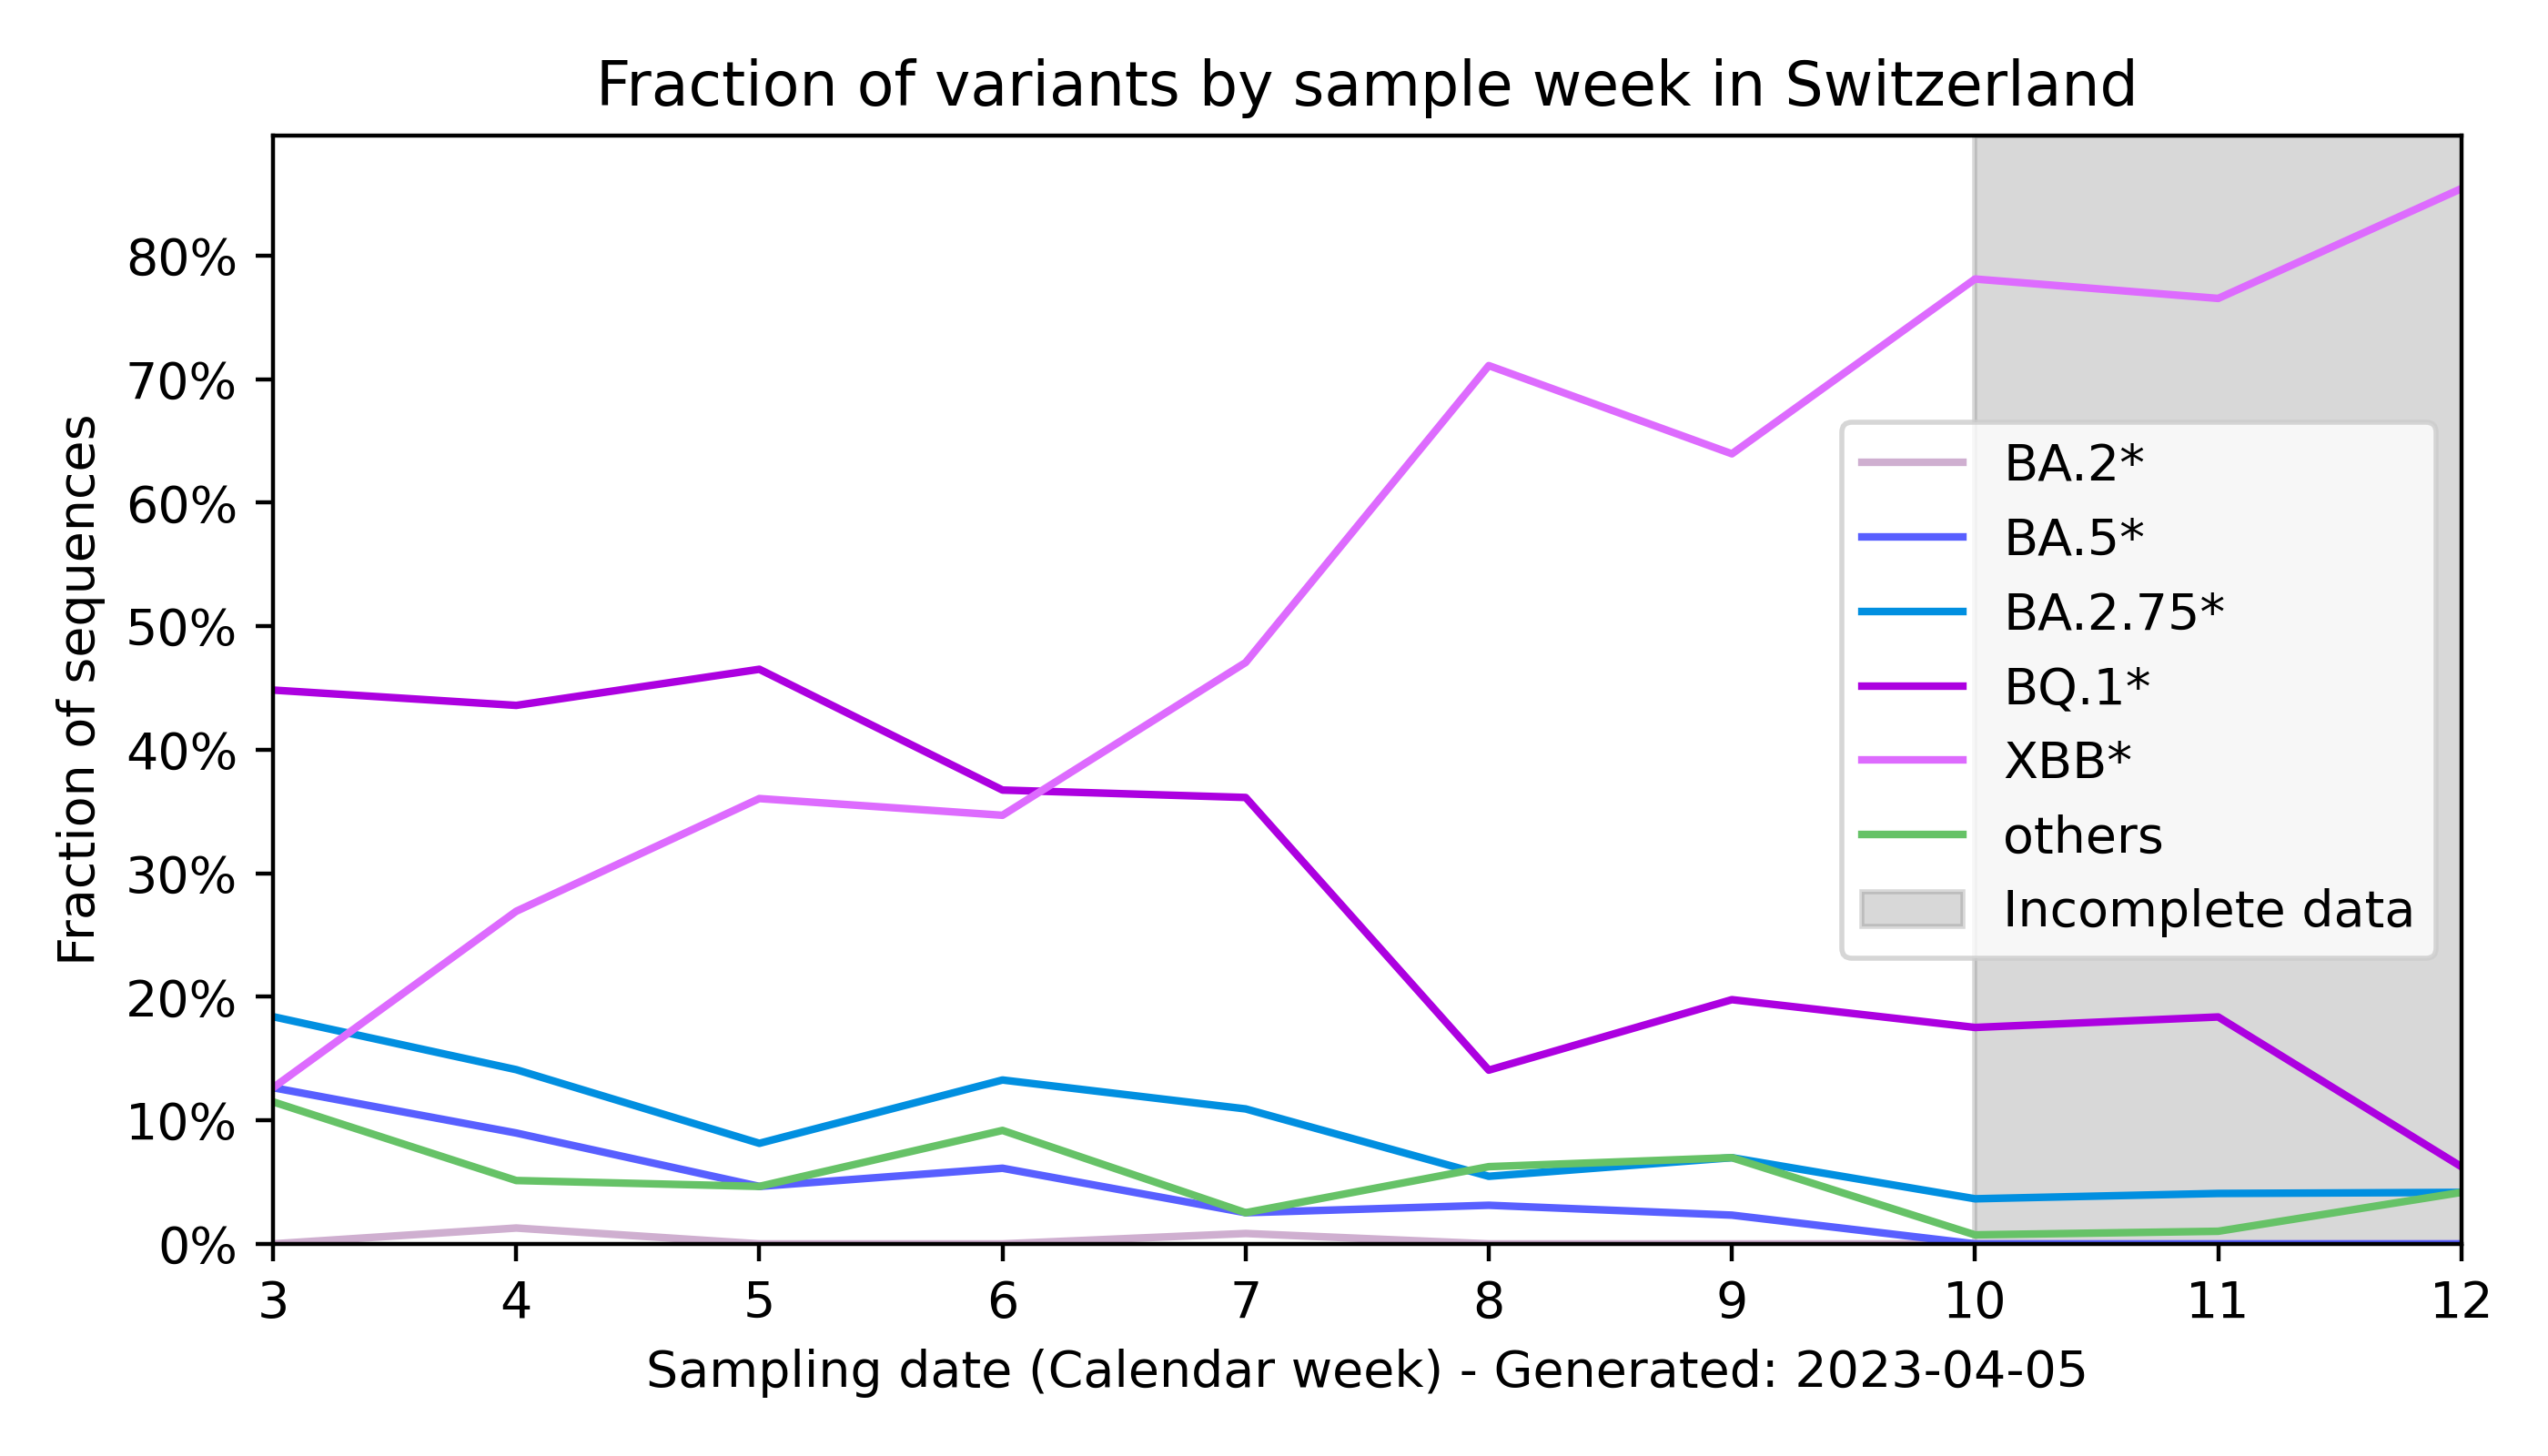 Fraction of variants by sample week in Switzerland
Fraction of sequences
80%
70%
60%
50%
40%
30%
20%
10%
0%
BA.2*
BA.5*
BA.2.75*
BQ.1*
XBB*
others
Incomplete data
3 4 5 6 7 8 9 10 11 12
Sampling date (Calendar week) - Generated: 2023-04-05